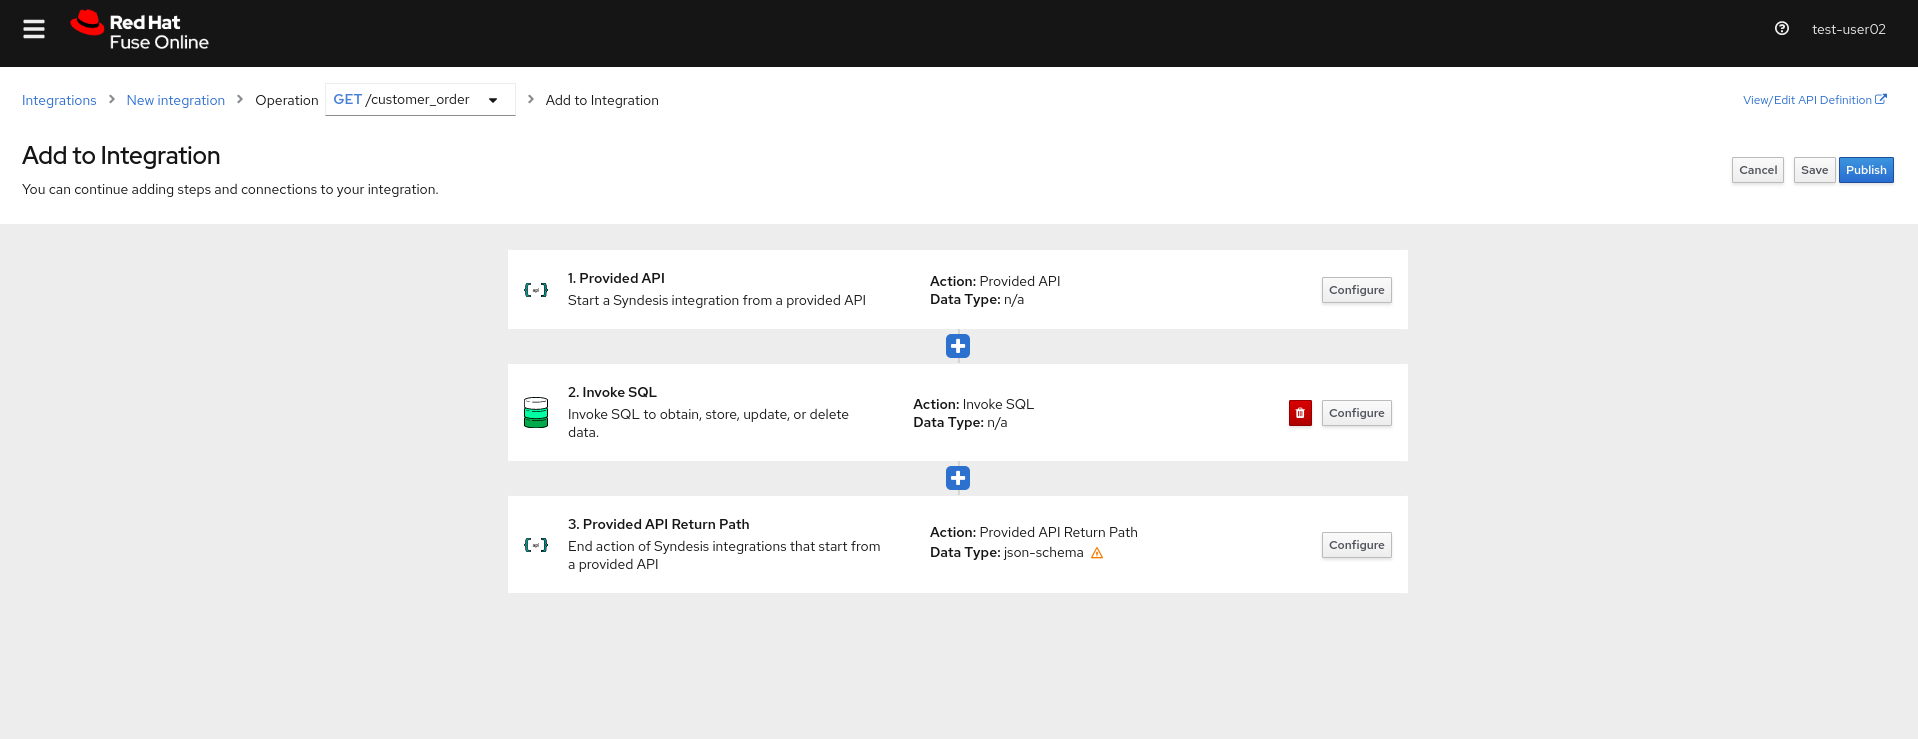 Red Hat
Fuse Online
test-user02
Integrations > New integration > Operation GET /customer_order > Add to Integration
View/Edit API Definition
Add to Integration
You can continue adding steps and connections to your integration.
Cancel Save Publish
1. Provided API
Start a Syndesis integration from a provided API
Action: Provided API
Data Type: n/a
Configure
2. Invoke SQL
Invoke SQL to obtain, store, update, or delete
data.
Action: Invoke SQL
Data Type: n/a
Configure
3. Provided API Return Path
End action of Syndesis integrations that start from
a provided API
Action: Provided API Return Path
Data Type: json-schema
Configure